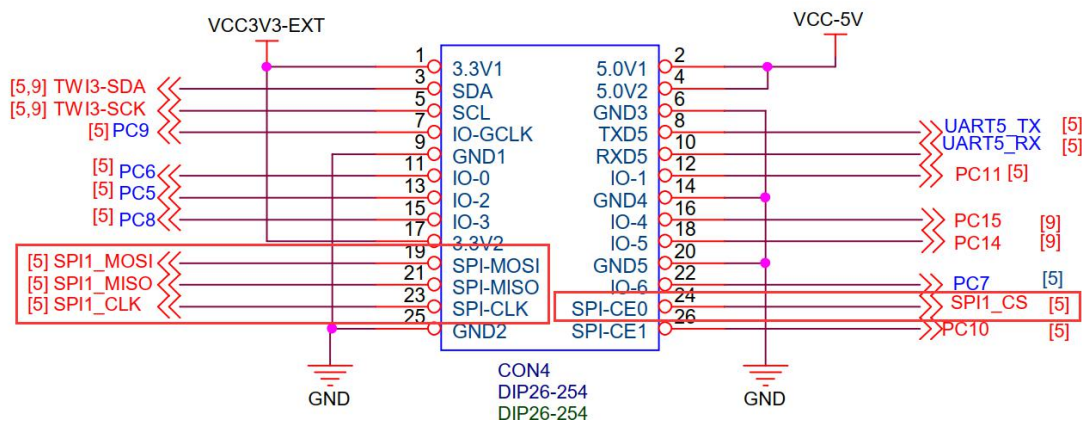 VCC3V3-EXT
VCC-5V
1 3.3V1 5.0V1 2
[5,9] TWI3-SDA 3 SDA 5.0V2 4
[5,9] TWI3-SCK 5 SCL GND3 6
[5] PC9 7 IO-GCLK TXD5 8 UART5_TX [5]
9 GND1 RXD5 10 UART5_RX [5]
[5] PC6 11 IO-0 IO-1 12 PC11 [5]
[5] PC5 13 IO-2 GND4 14
[5] PC8 15 IO-3 IO-4 16 PC15 [9]
17 3.3V2 IO-5 18 PC14 [9]
[5] SPI1_MOSI 19 SPI-MOSI GND5 20
[5] SPI1_MISO 21 SPI-MISO IO-6 22 PC7 [5]
[5] SPI1_CLK 23 SPI-CLK SPI-CE0 24 SPI1_CS [5]
25 GND2 SPI-CE1 26 PC10 [5]
GND
CON4
DIP26-254
DIP26-254
GND